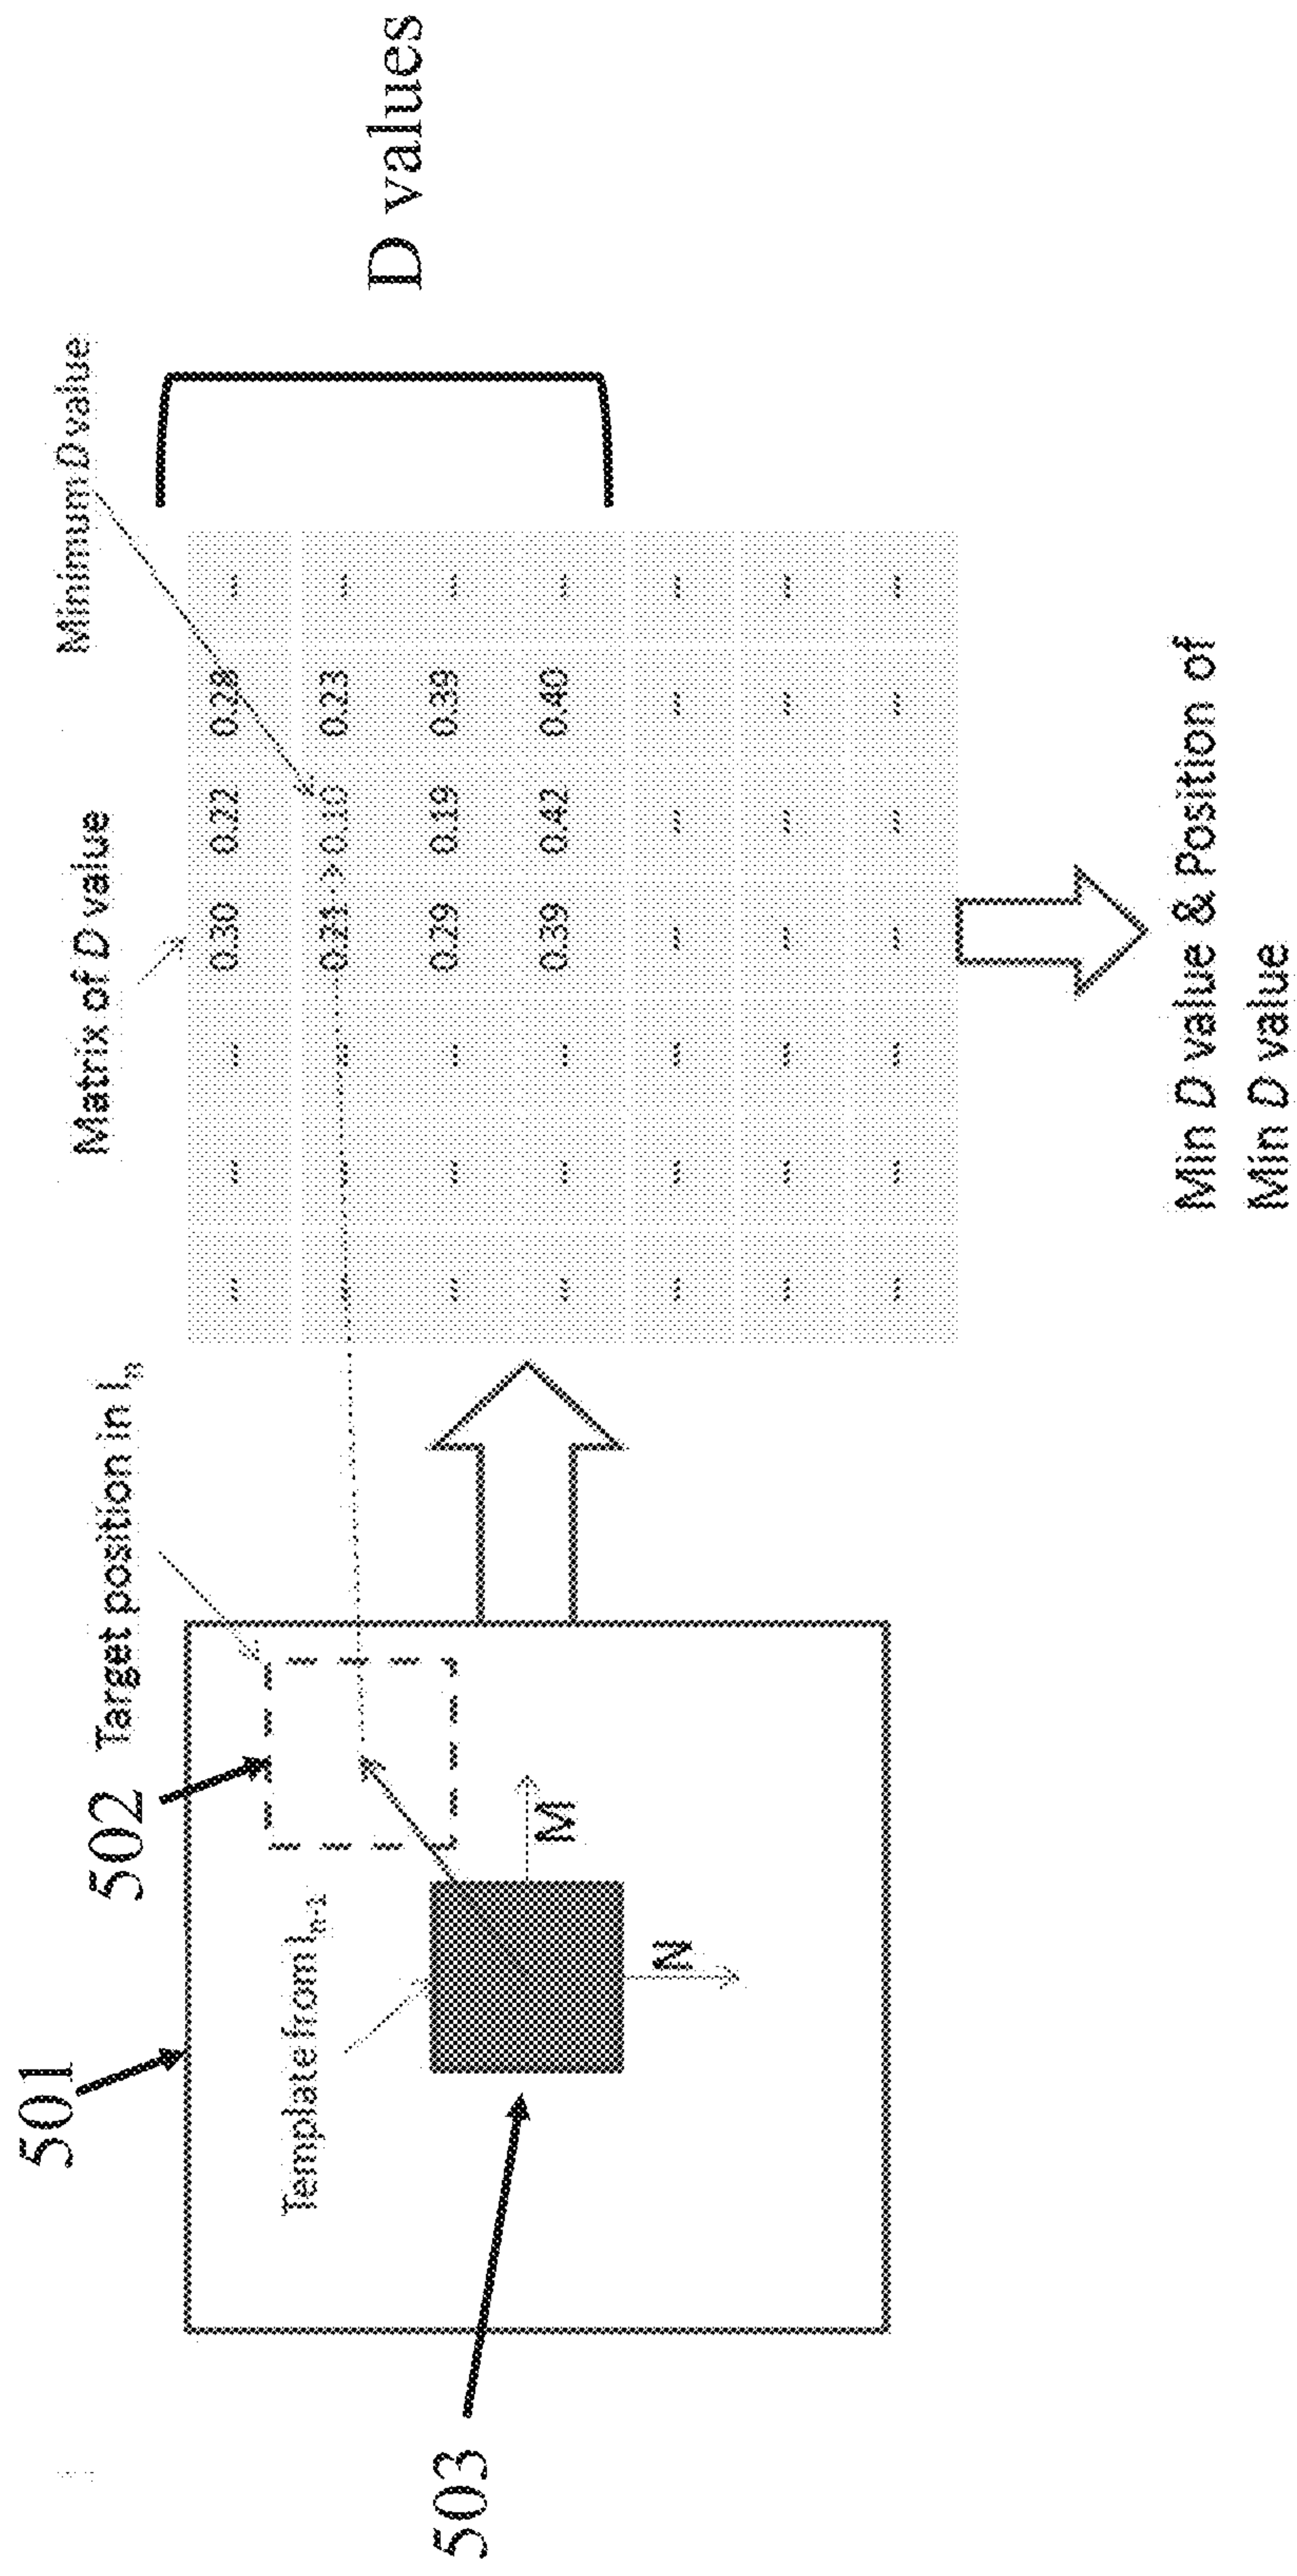 501
502
503
Target position in Iₙ
Template from Iₙ₋₁
M
N
Matrix of D value
Minimum D value
-- -- -- 0.30 0.22 0.28 --
-- -- -- 0.21 0.10 0.23 --
-- -- -- 0.29 0.19 0.39 --
-- -- -- 0.39 0.42 0.40 --
-- -- -- -- -- -- --
-- -- -- -- -- -- --
-- -- -- -- -- -- --
D values
Min D value & Position of
Min D value